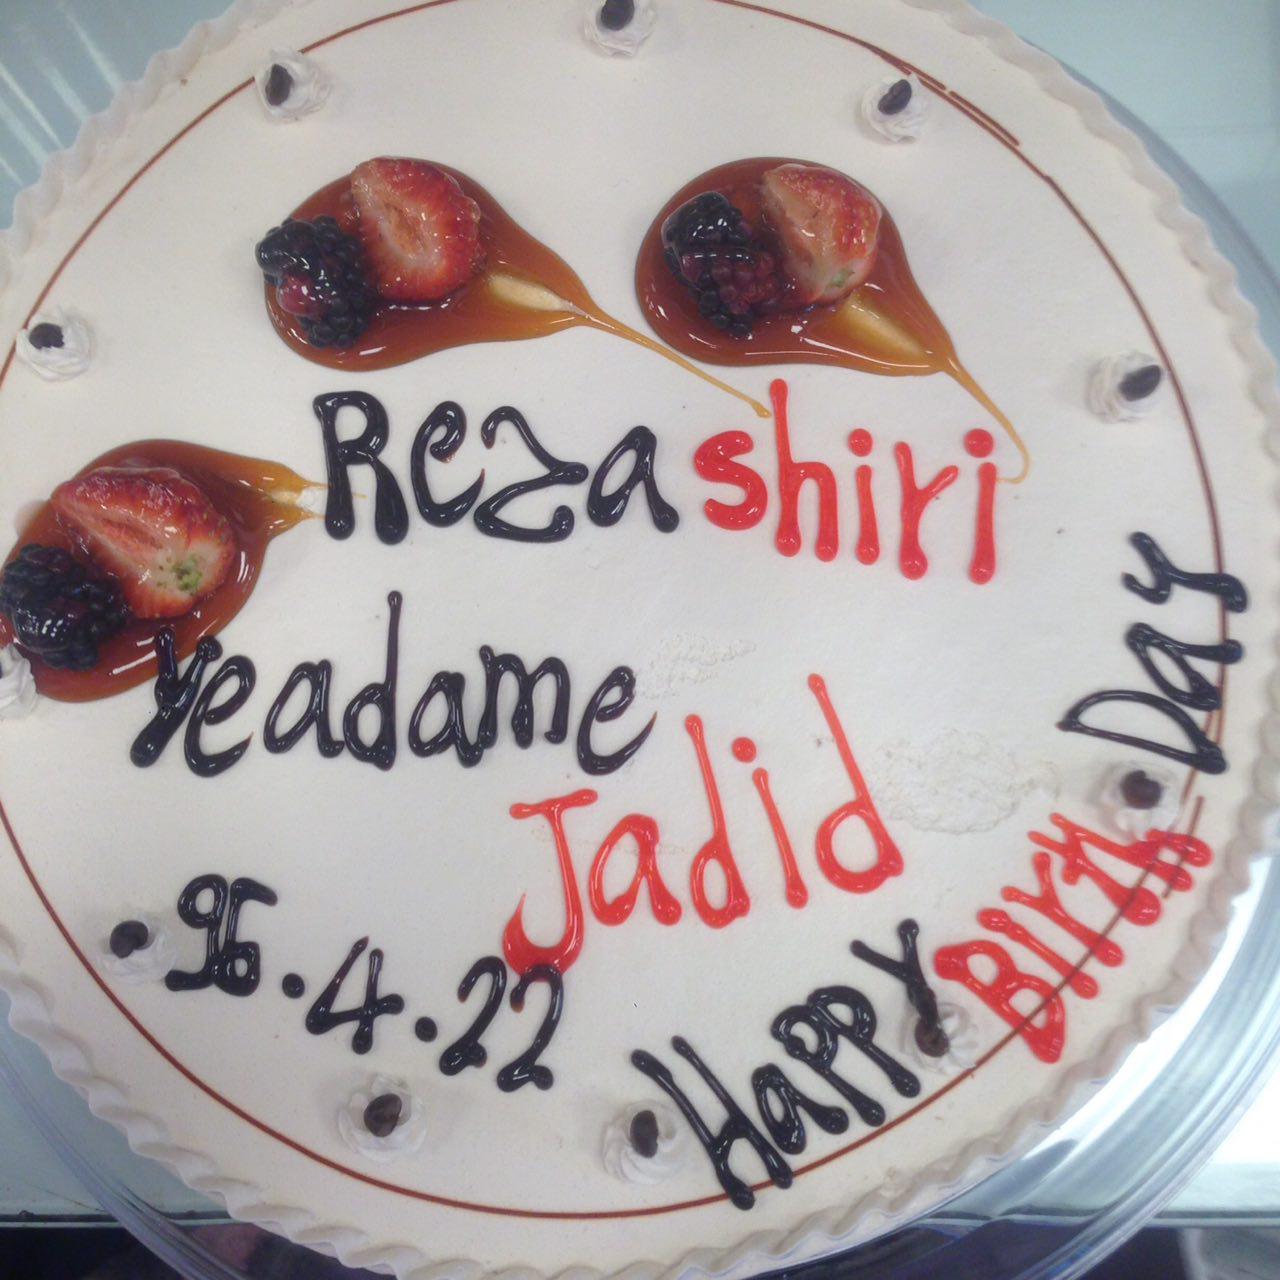 Reza shiri
Yeadame
Jadid
96.4.22
Happy Birth Day